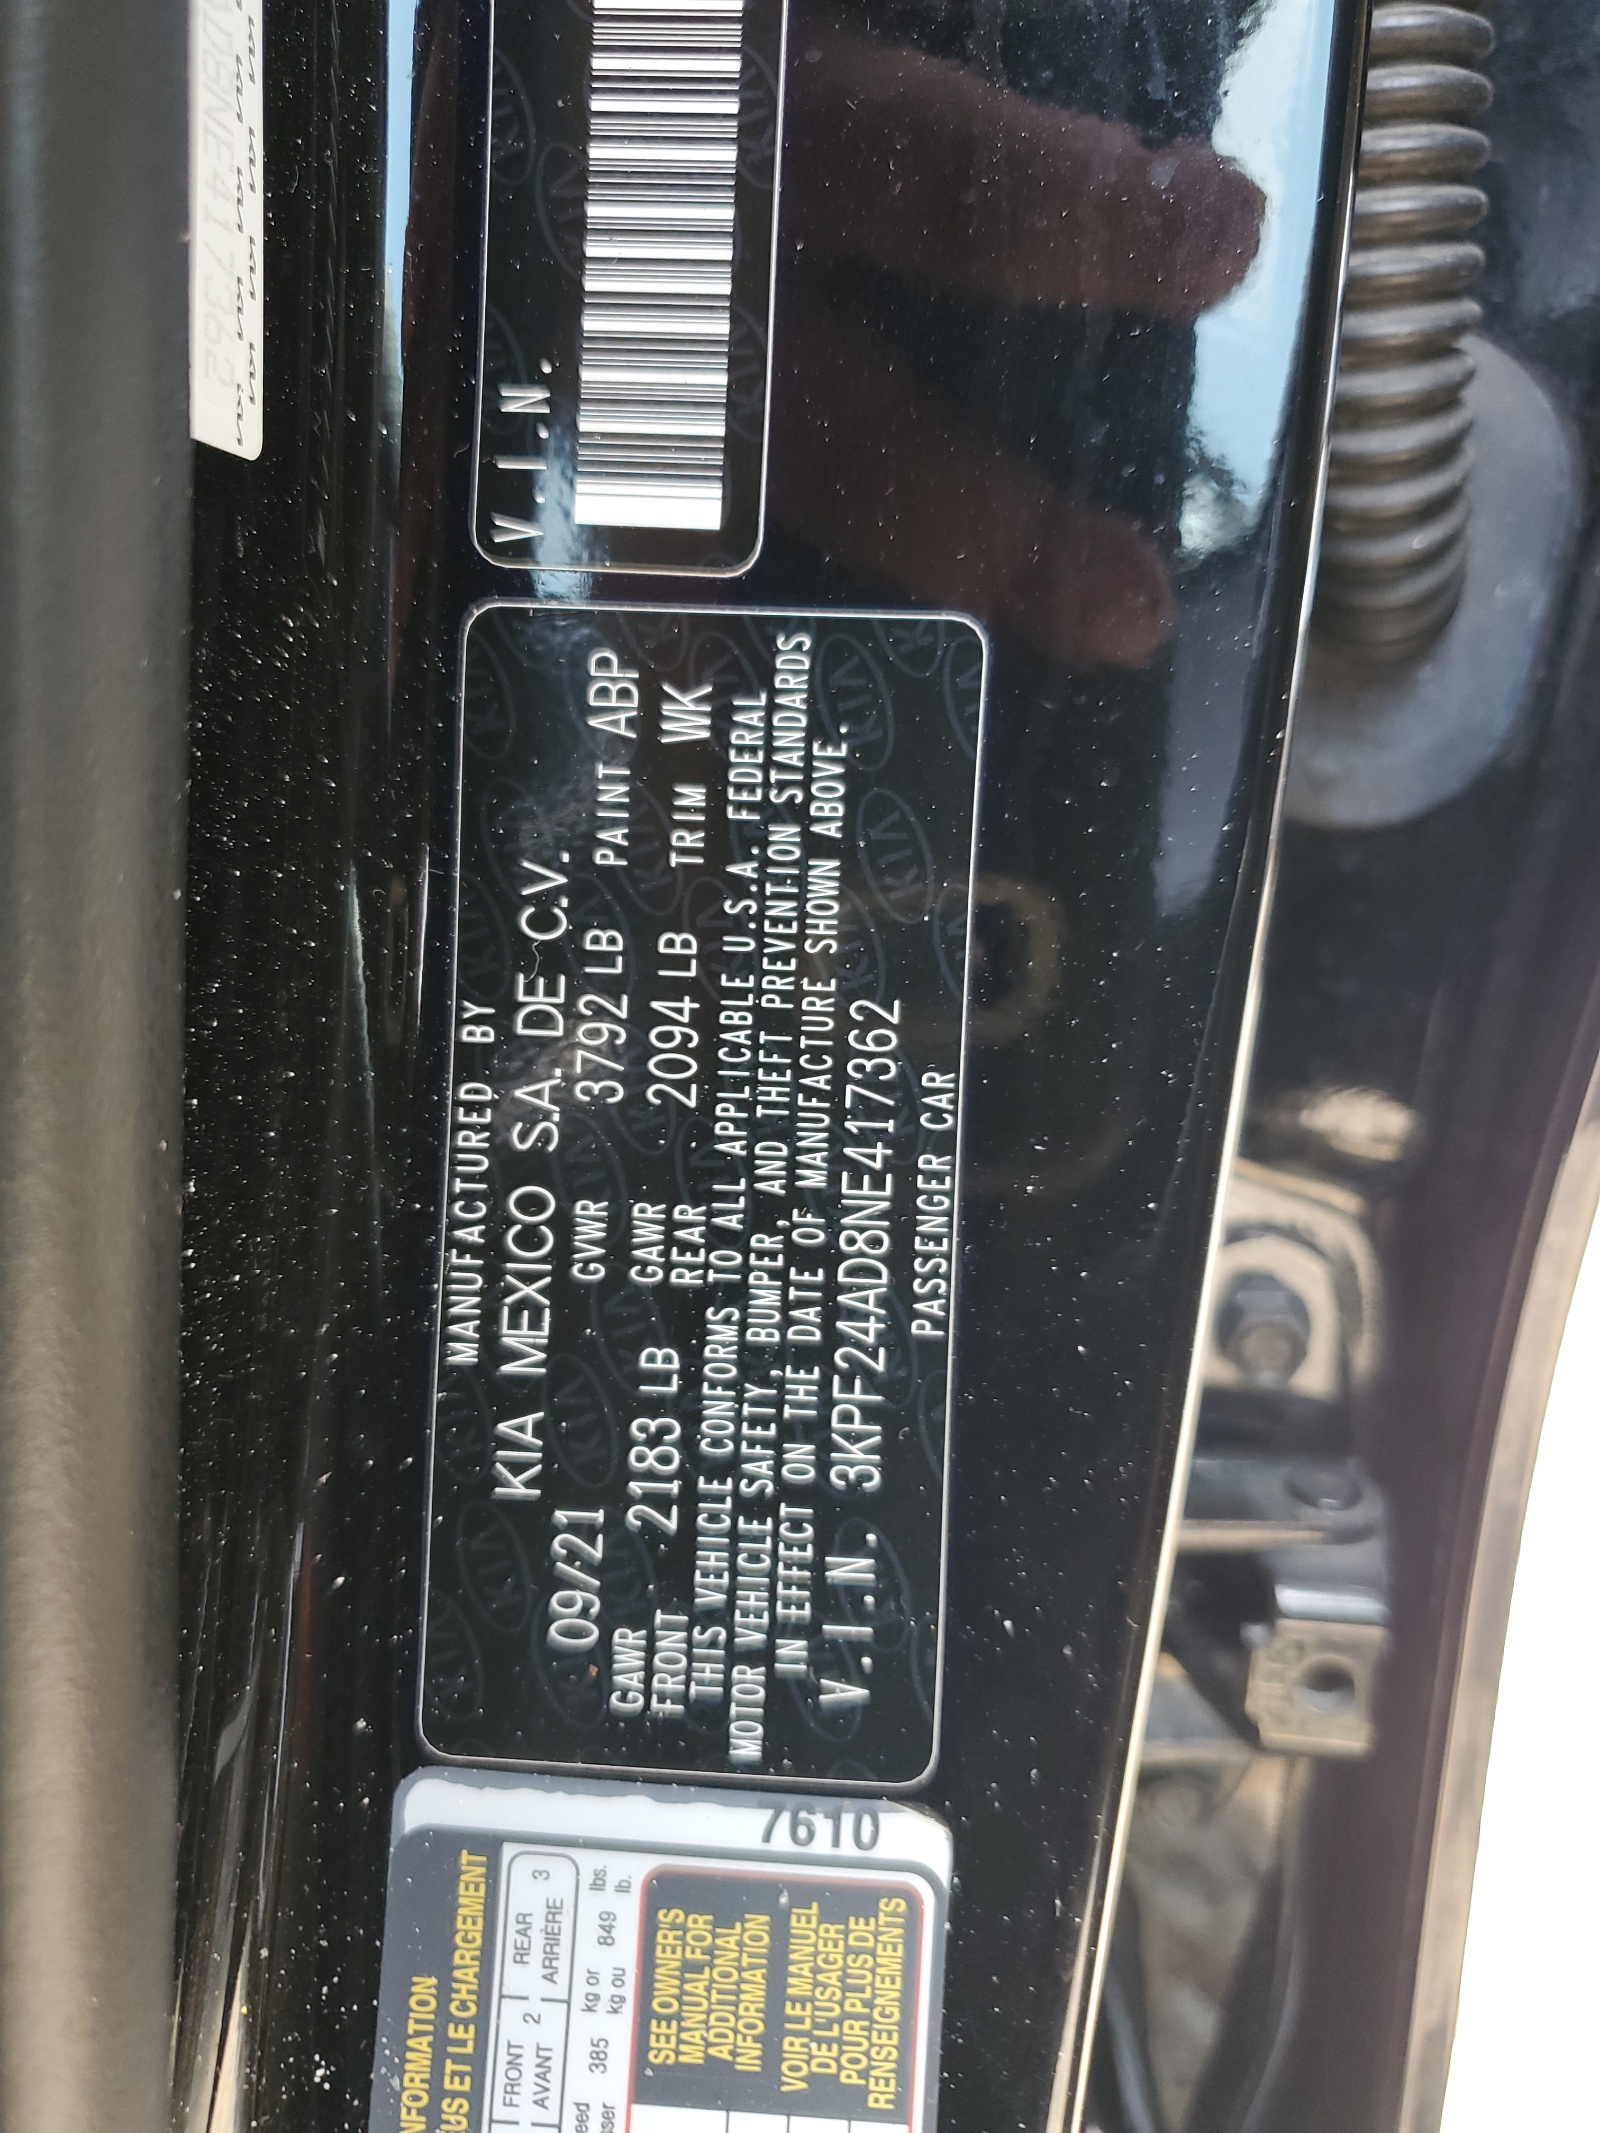 MANUFACTURED BY
KIA MEXICO S.A. DE C.V.
09/21 GVWR 3792 LB PAINT ABP
GAWR FRONT 2183 LB GAWR REAR 2094 LB TRIM WK
THIS VEHICLE CONFORMS TO ALL APPLICABLE U.S.A. FEDERAL
MOTOR VEHICLE SAFETY, BUMPER, AND THEFT PREVENTION STANDARDS
IN EFFECT ON THE DATE OF MANUFACTURE SHOWN ABOVE.
V.I.N. 3KPF24AD8NE417362
PASSENGER CAR
V.I.N.
7610
LE CHARGEMENT
FRONT 2 REAR 3
AVANT ARRIÈRE
385 kg or 849 lbs.
kg ou lb.
SEE OWNER'S
MANUAL FOR
ADDITIONAL
INFORMATION
VOIR LE MANUEL
DE L'USAGER
POUR PLUS DE
RENSEIGNEMENTS